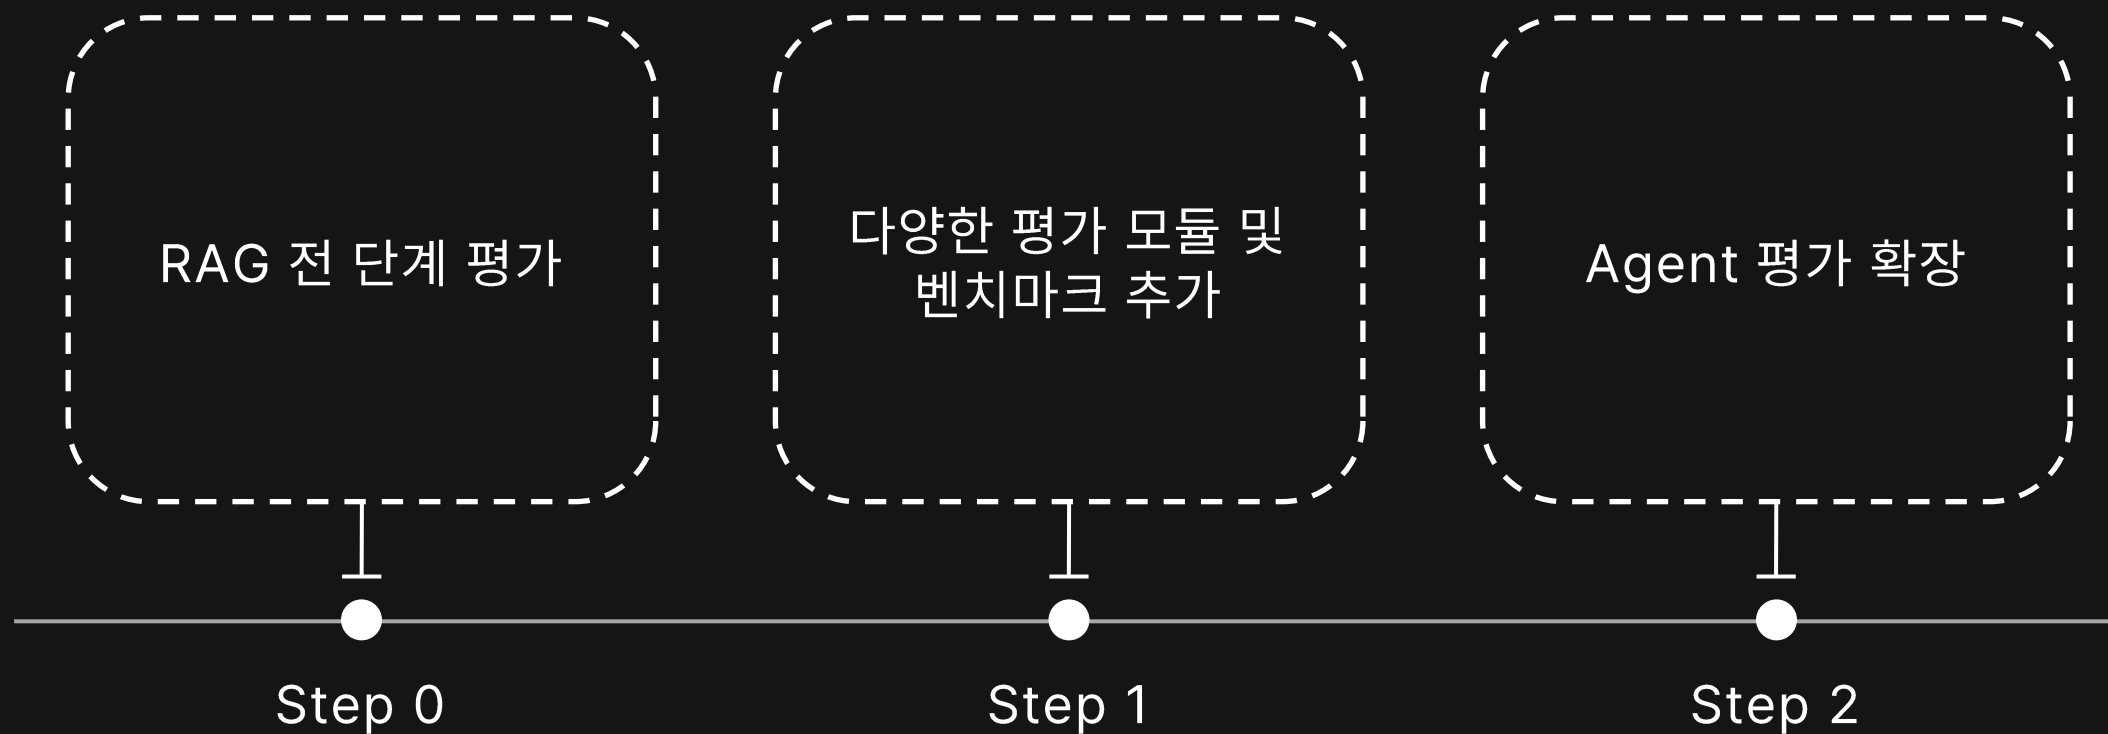 RAG 전 단계 평가
다양한 평가 모듈 및
벤치마크 추가
Agent 평가 확장
Step 0
Step 1
Step 2